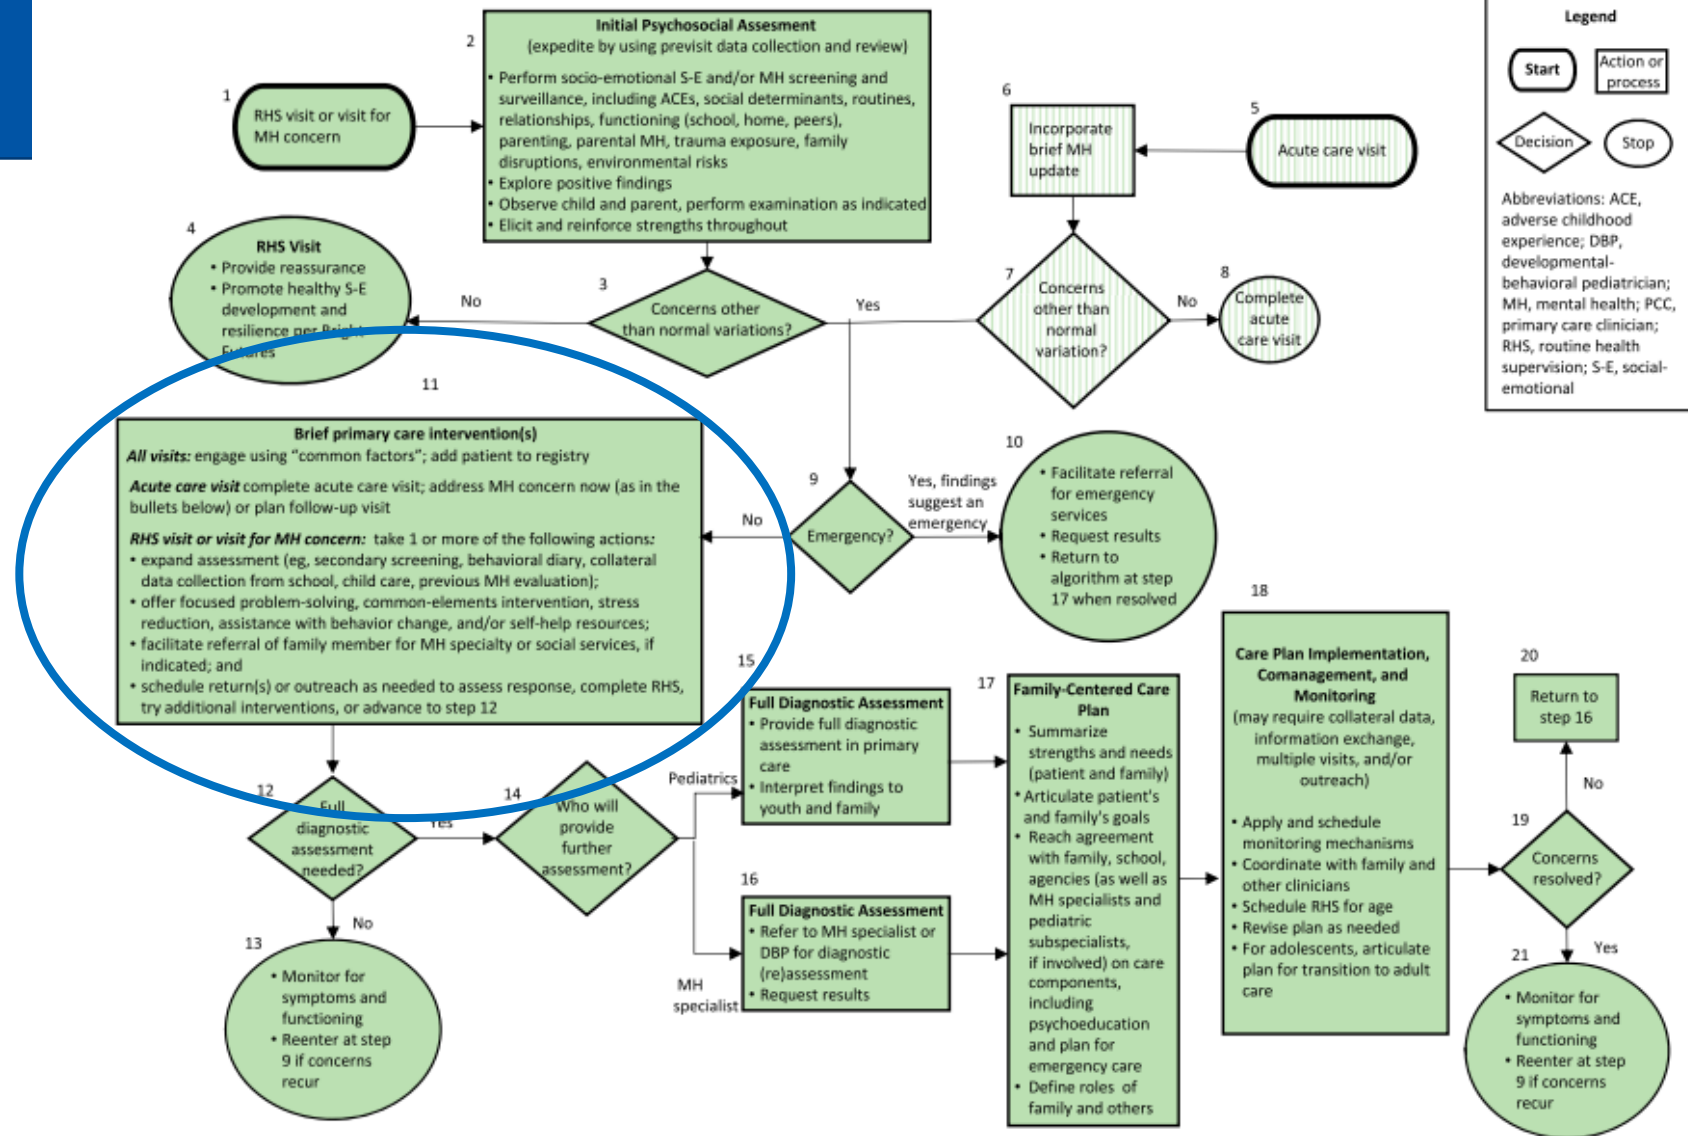 1
RHS visit or visit for
MH concern
2
Initial Psychosocial Assesment
(expedite by using previsit data collection and review)
• Perform socio-emotional S-E and/or MH screening and
surveillance, including ACEs, social determinants, routines,
relationships, functioning (school, home, peers),
parenting, parental MH, trauma exposure, family
disruptions, environmental risks
• Explore positive findings
• Observe child and parent, perform examination as indicated
• Elicit and reinforce strengths throughout
3
Concerns other
than normal variations?
No
Yes
4
RHS Visit
• Provide reassurance
• Promote healthy S-E
development and
resilience per Bright
Futures
5
Acute care visit
6
Incorporate
brief MH
update
7
Concerns
other than
normal
variation?
No
8
Complete
acute
care visit
Legend
Start
Action or
process
Decision
Stop
Abbreviations: ACE,
adverse childhood
experience; DBP,
developmental-
behavioral pediatrician;
MH, mental health; PCC,
primary care clinician;
RHS, routine health
supervision; S-E, social-
emotional
9
Emergency?
No
Yes, findings
suggest an
emergency
10
• Facilitate referral
for emergency
services
• Request results
• Return to
algorithm at step
17 when resolved
11
Brief primary care intervention(s)
All visits: engage using "common factors"; add patient to registry
Acute care visit complete acute care visit; address MH concern now (as in the
bullets below) or plan follow-up visit
RHS visit or visit for MH concern: take 1 or more of the following actions:
• expand assessment (eg, secondary screening, behavioral diary, collateral
data collection from school, child care, previous MH evaluation);
• offer focused problem-solving, common-elements intervention, stress
reduction, assistance with behavior change, and/or self-help resources;
• facilitate referral of family member for MH specialty or social services, if
indicated; and
• schedule return(s) or outreach as needed to assess response, complete RHS,
try additional interventions, or advance to step 12
12
Full
diagnostic
assessment
needed?
Yes
No
13
• Monitor for
symptoms and
functioning
• Reenter at step
9 if concerns
recur
14
Who will
provide
further
assessment?
Pediatrics
MH
specialist
15
Full Diagnostic Assessment
• Provide full diagnostic
assessment in primary
care
• Interpret findings to
youth and family
16
Full Diagnostic Assessment
• Refer to MH specialist or
DBP for diagnostic
(re)assessment
• Request results
17
Family-Centered Care
Plan
• Summarize
strengths and needs
(patient and family)
• Articulate patient's
and family's goals
• Reach agreement
with family, school,
agencies (as well as
MH specialists and
pediatric
subspecialists,
if involved) on care
components,
including
psychoeducation
and plan for
emergency care
• Define roles of
family and others
18
Care Plan Implementation,
Comanagement, and
Monitoring
(may require collateral data,
information exchange,
multiple visits, and/or
outreach)
• Apply and schedule
monitoring mechanisms
• Coordinate with family and
other clinicians
• Schedule RHS for age
• Revise plan as needed
• For adolescents, articulate
plan for transition to adult
care
19
Concerns
resolved?
No
Yes
20
Return to
step 16
21
• Monitor for
symptoms and
functioning
• Reenter at step
9 if concerns
recur